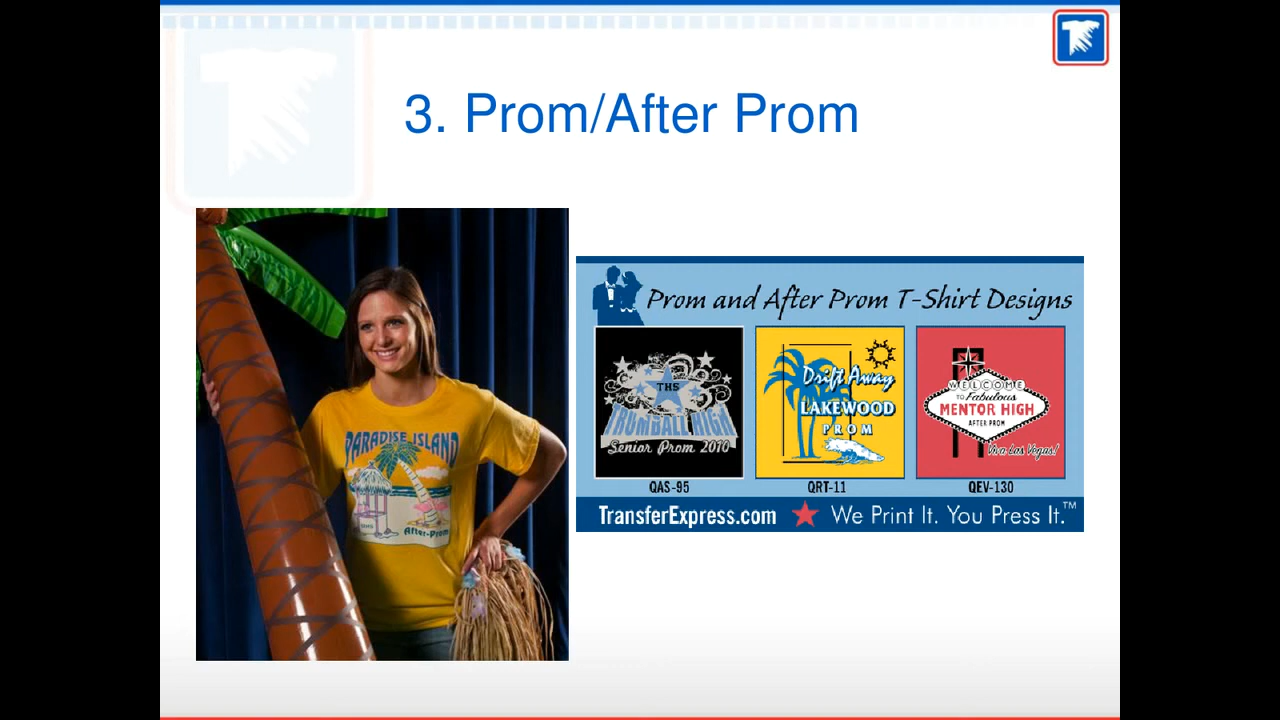 3. Prom/After Prom
PARADISE ISLAND
After-Prom
Prom and After Prom T-Shirt Designs
THS
TROMBALL HIGH
Senior Prom 2010
QAS-95
Drift Away
LAKEWOOD
PROM
QRT-11
WELCOME
TO Fabulous
MENTOR HIGH
AFTER PROM
Viva Las Vegas!
QEV-130
TransferExpress.com ★ We Print It. You Press It.™